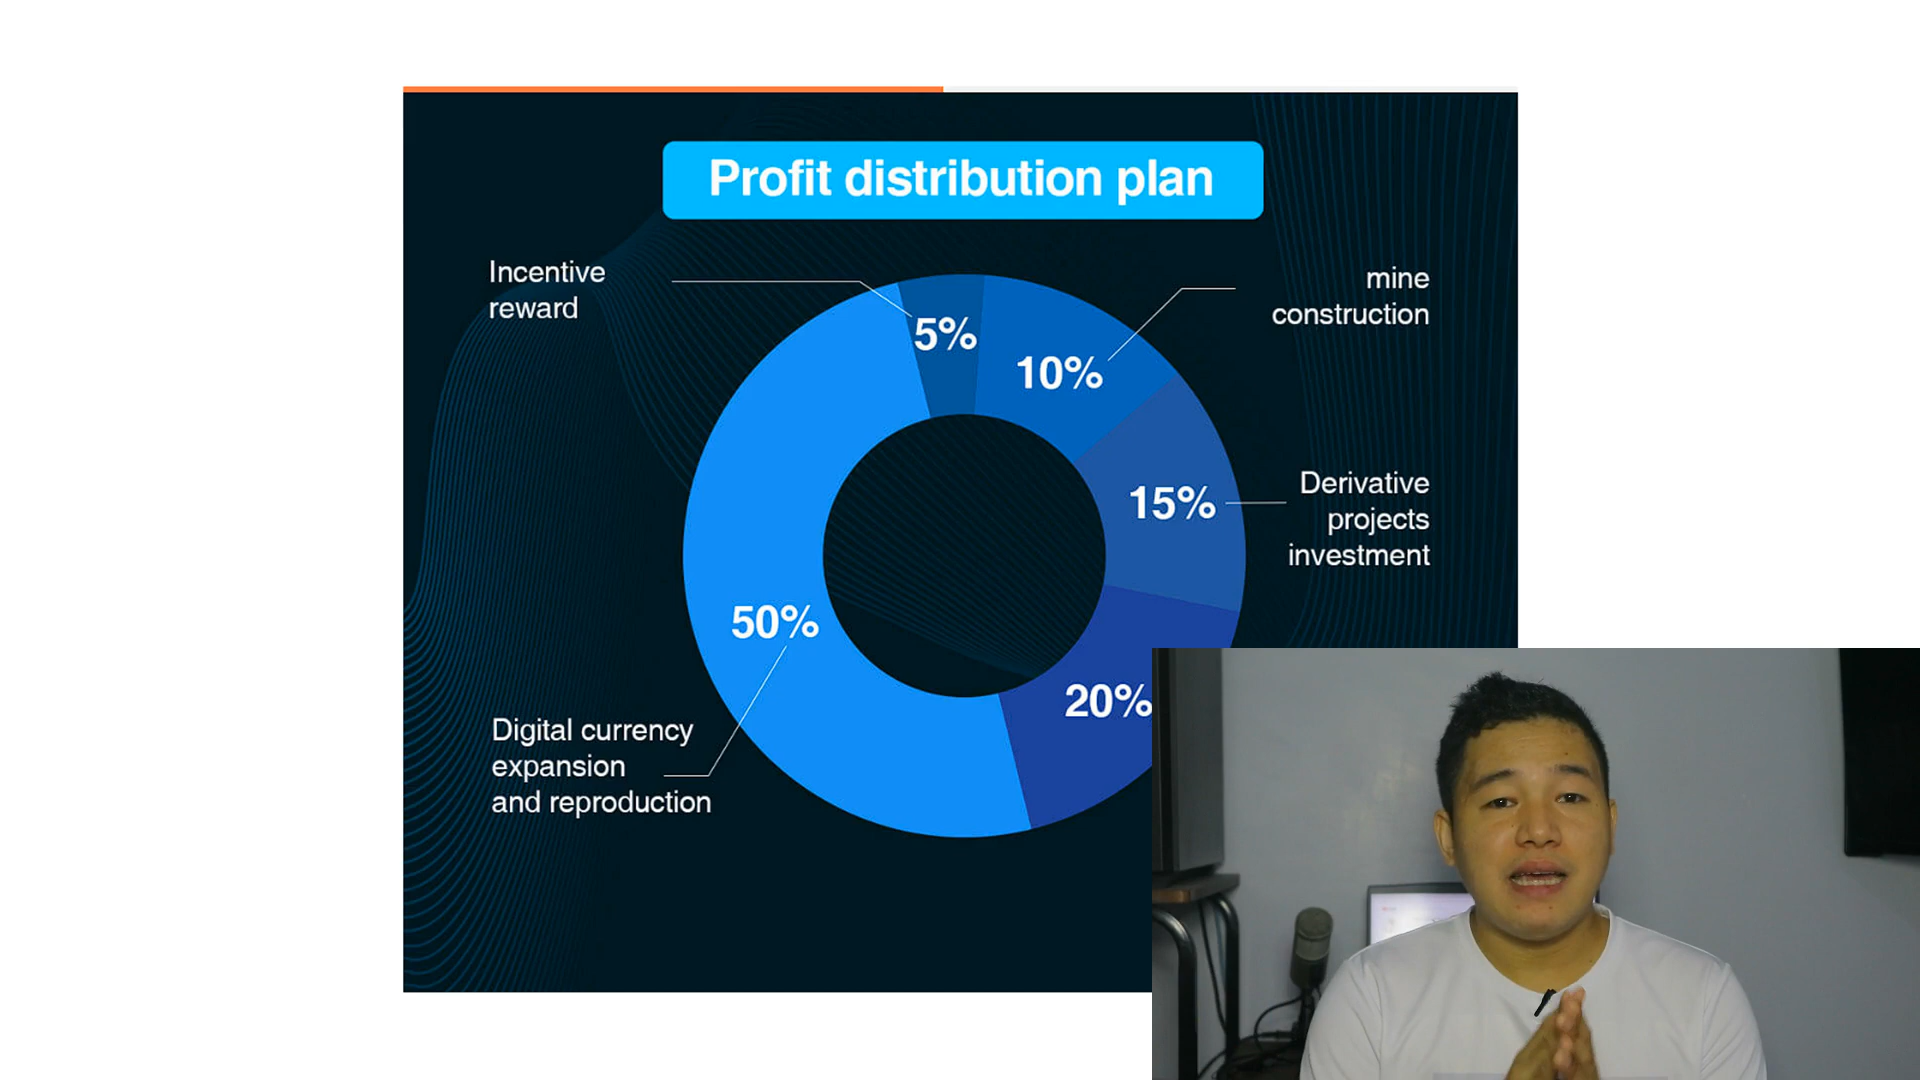 Profit distribution plan
Incentive
reward
mine
construction
5%
10%
15%
Derivative
projects
investment
50%
20%
Digital currency
expansion
and reproduction